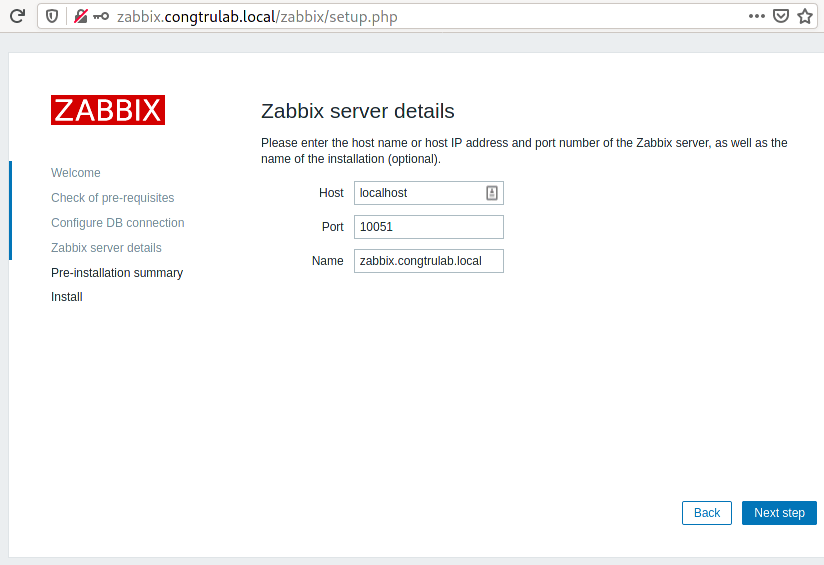 zabbix.congtrulab.local/zabbix/setup.php
ZABBIX
Welcome
Check of pre-requisites
Configure DB connection
Zabbix server details
Pre-installation summary
Install
Zabbix server details
Please enter the host name or host IP address and port number of the Zabbix server, as well as the
name of the installation (optional).
Host localhost
Port 10051
Name zabbix.congtrulab.local
Back Next step